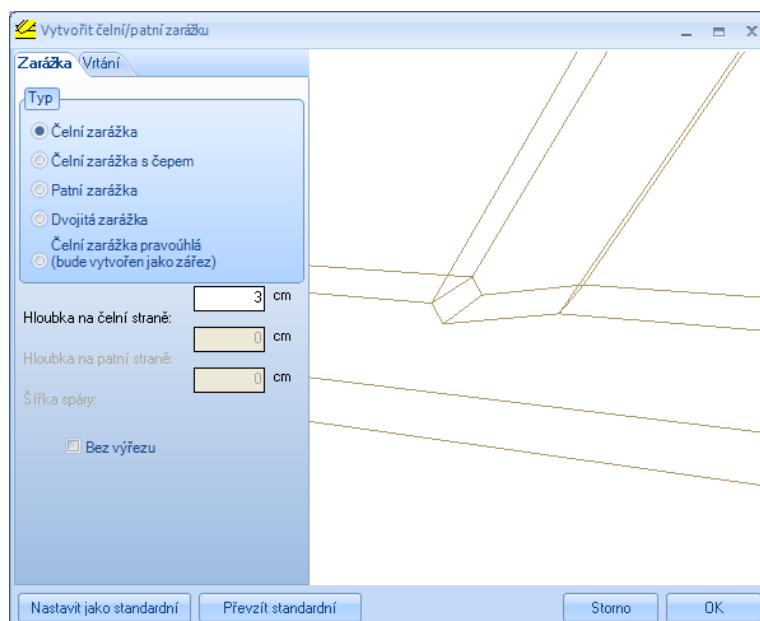 Vytvořit čelní/patní zarážku
Zarážka Vrtání
Typ
Čelní zarážka
Čelní zarážka s čepem
Patní zarážka
Dvojitá zarážka
Čelní zarážka pravoúhlá
(bude vytvořen jako zářez)
3 cm
Hloubka na čelní straně:
0 cm
Hloubka na patní straně:
0 cm
Šířka spáry:
Bez výřezu
Nastavit jako standardní Převzít standardní Storno OK